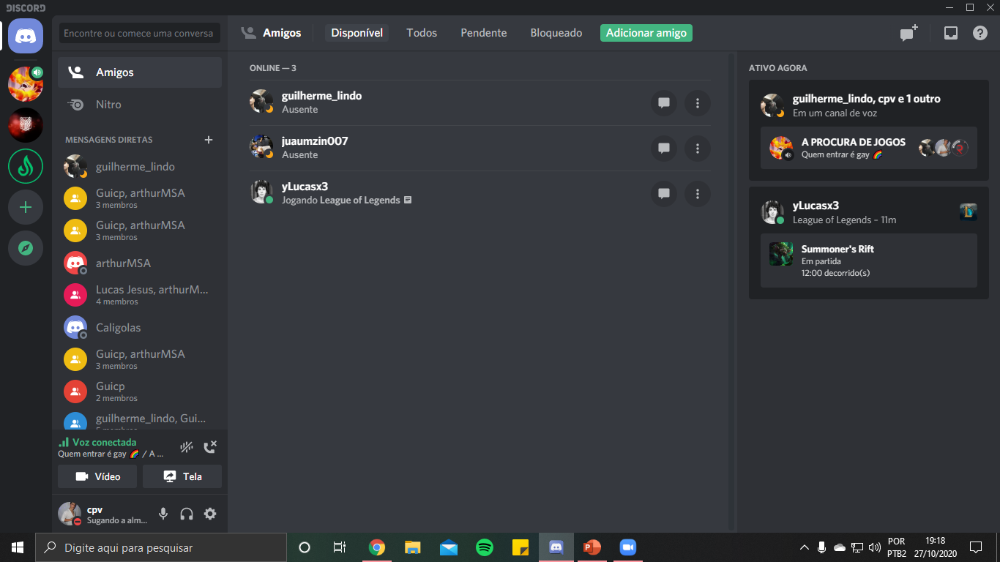 DISCORD
Encontre ou comece uma conversa
Amigos
Nitro
MENSAGENS DIRETAS
guilherme_lindo
Guicp, arthurMSA
3 membros
Guicp, arthurMSA
3 membros
arthurMSA
Lucas Jesus, arthurM...
4 membros
Caligolas
Guicp, arthurMSA
3 membros
Guicp
2 membros
guilherme_lindo, Gui...
Voz conectada
Quem entrar é gay 🌈 / A ...
Vídeo
Tela
cpv
Sugando a alm...
Amigos
Disponível
Todos
Pendente
Bloqueado
Adicionar amigo
ONLINE — 3
guilherme_lindo
Ausente
juaumzin007
Ausente
yLucasx3
Jogando League of Legends
ATIVO AGORA
guilherme_lindo, cpv e 1 outro
Em um canal de voz
A PROCURA DE JOGOS
Quem entrar é gay 🌈
yLucasx3
League of Legends – 11m
Summoner's Rift
Em partida
12:00 decorrido(s)
Digite aqui para pesquisar
POR
PTB2
19:18
27/10/2020